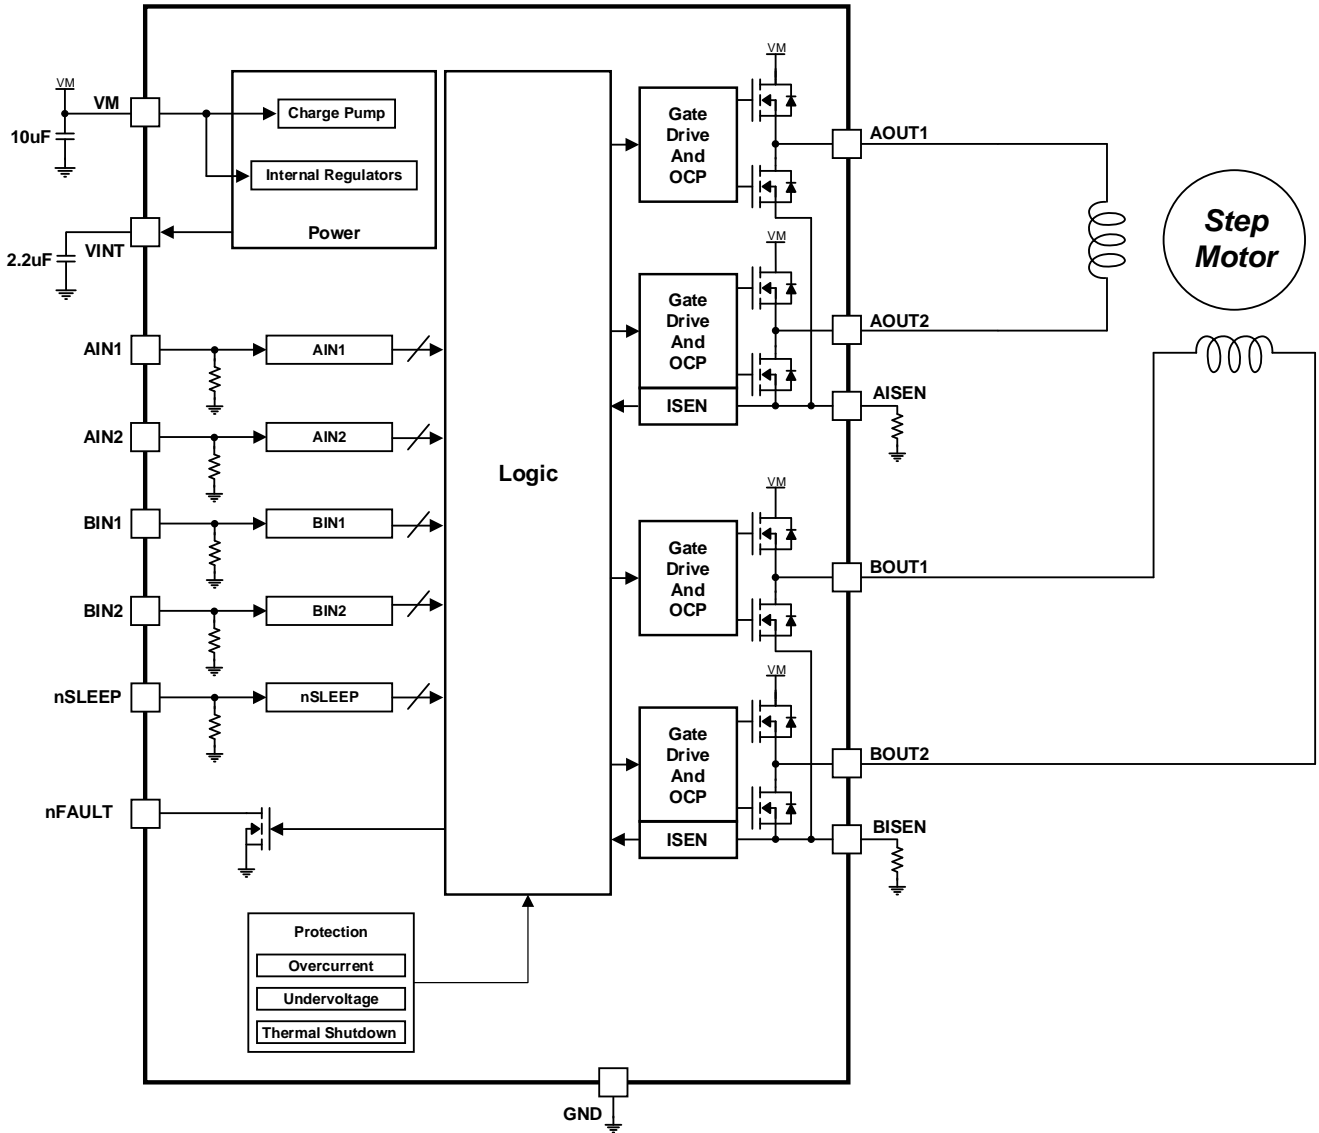 VM
VM
10uF
VINT
2.2uF
Charge Pump
Internal Regulators
Power
AIN1
AIN1
AIN2
AIN2
BIN1
BIN1
BIN2
BIN2
nSLEEP
nSLEEP
nFAULT
Logic
Protection
Overcurrent
Undervoltage
Thermal Shutdown
GND
VM
Gate
Drive
And
OCP
AOUT1
VM
Gate
Drive
And
OCP
AOUT2
ISEN
AISEN
VM
Gate
Drive
And
OCP
BOUT1
VM
Gate
Drive
And
OCP
BOUT2
ISEN
BISEN
Step
Motor